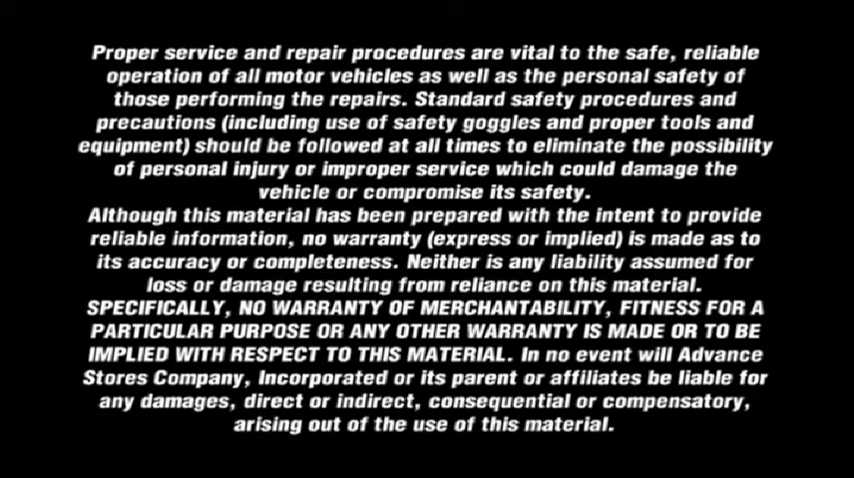 Proper service and repair procedures are vital to the safe, reliable
operation of all motor vehicles as well as the personal safety of
those performing the repairs. Standard safety procedures and
precautions (including use of safety goggles and proper tools and
equipment) should be followed at all times to eliminate the possibility
of personal injury or improper service which could damage the
vehicle or compromise its safety.
Although this material has been prepared with the intent to provide
reliable information, no warranty (express or implied) is made as to
its accuracy or completeness. Neither is any liability assumed for
loss or damage resulting from reliance on this material.
SPECIFICALLY, NO WARRANTY OF MERCHANTABILITY, FITNESS FOR A
PARTICULAR PURPOSE OR ANY OTHER WARRANTY IS MADE OR TO BE
IMPLIED WITH RESPECT TO THIS MATERIAL. In no event will Advance
Stores Company, Incorporated or its parent or affiliates be liable for
any damages, direct or indirect, consequential or compensatory,
arising out of the use of this material.